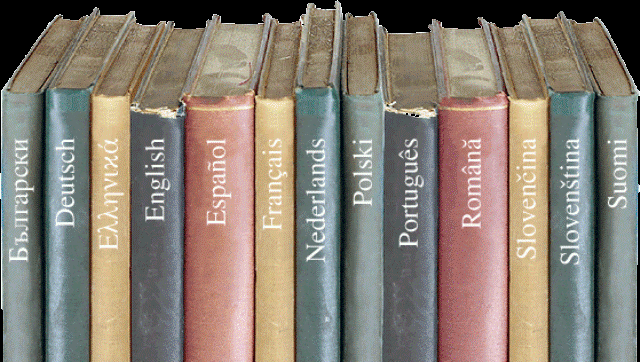 Български
Deutsch
Ελληνικά
English
Español
Français
Nederlands
Polski
Português
Română
Slovenčina
Slovenština
Suomi